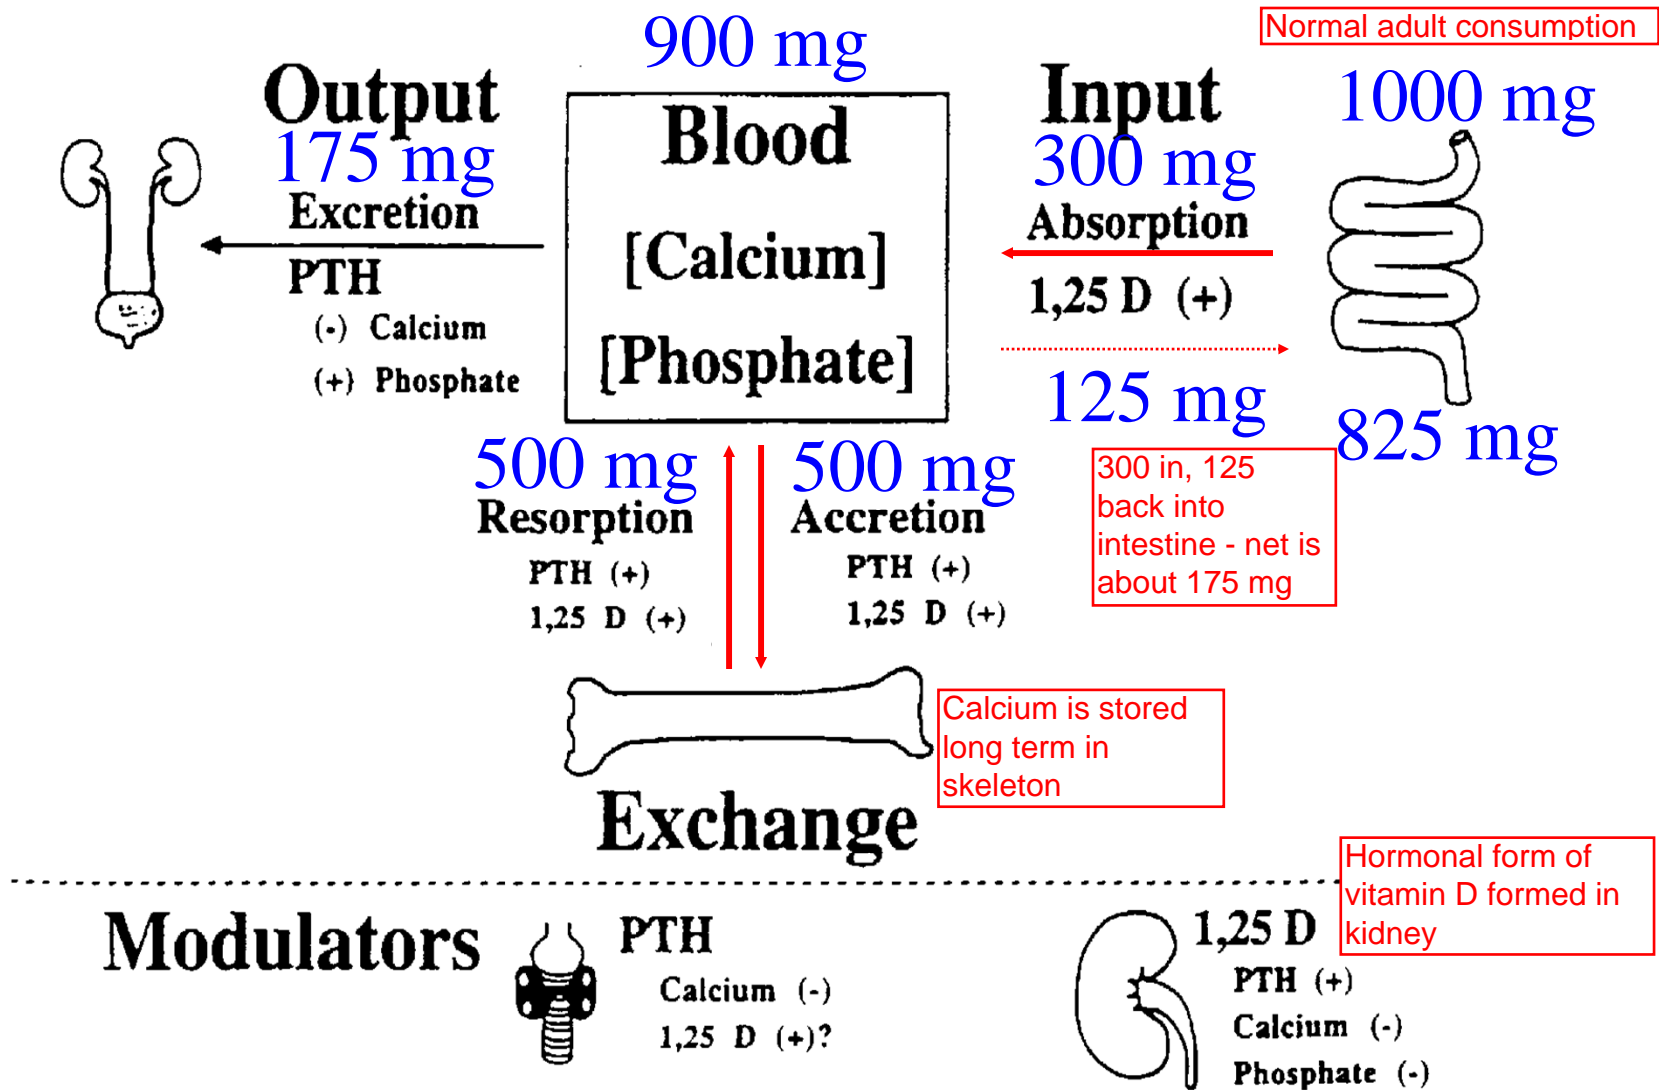 Normal adult consumption
900 mg
Output
175 mg
Excretion
PTH
(-) Calcium
(+) Phosphate
Blood
[Calcium]
[Phosphate]
Input
300 mg
Absorption
1,25 D (+)
125 mg
1000 mg
825 mg
300 in, 125
back into
intestine - net is
about 175 mg
500 mg
Resorption
PTH (+)
1,25 D (+)
500 mg
Accretion
PTH (+)
1,25 D (+)
Calcium is stored
long term in
skeleton
Exchange
Hormonal form of
vitamin D formed in
kidney
Modulators
PTH
Calcium (-)
1,25 D (+)?
1,25 D
PTH (+)
Calcium (-)
Phosphate (-)